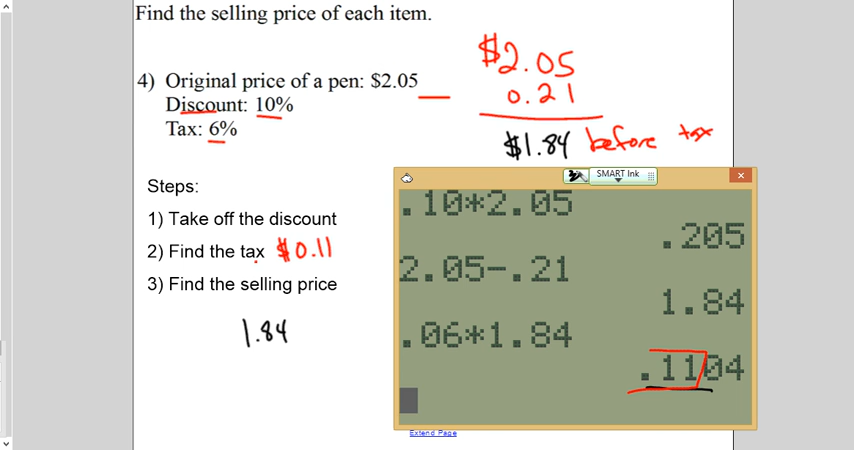 Find the selling price of each item.
4) Original price of a pen: $2.05
Discount: 10%
Tax: 6%
$2.05
0.21
$1.84 before tax
Steps:
1) Take off the discount
2) Find the tax $0.11
3) Find the selling price
1.84
SMART Ink
.10*2.05
.205
2.05-.21
1.84
.06*1.84
.1104
Extend Page